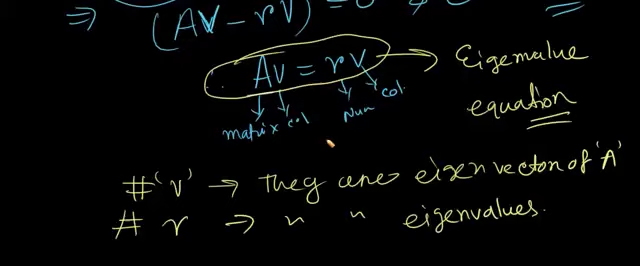 ⇒ (AV - rV) = 0
Av = rv → Eigenvalue equation
matrix col Num col.
# 'v' → They are eigenvector of 'A'
# r → " " eigenvalues.